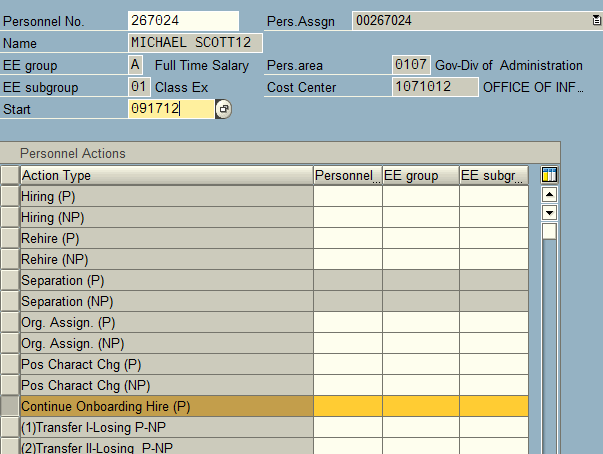 Personnel No. 267024 Pers.Assgn 00267024
Name MICHAEL SCOTT12
EE group A Full Time Salary Pers.area 0107 Gov-Div of Administration
EE subgroup 01 Class Ex Cost Center 1071012 OFFICE OF INF...
Start 091712
Personnel Actions
Action Type Personnel... EE group EE subgr...
Hiring (P)
Hiring (NP)
Rehire (P)
Rehire (NP)
Separation (P)
Separation (NP)
Org. Assign. (P)
Org. Assign. (NP)
Pos Charact Chg (P)
Pos Charact Chg (NP)
Continue Onboarding Hire (P)
(1)Transfer I-Losing P-NP
(2)Transfer II-Losing P-NP